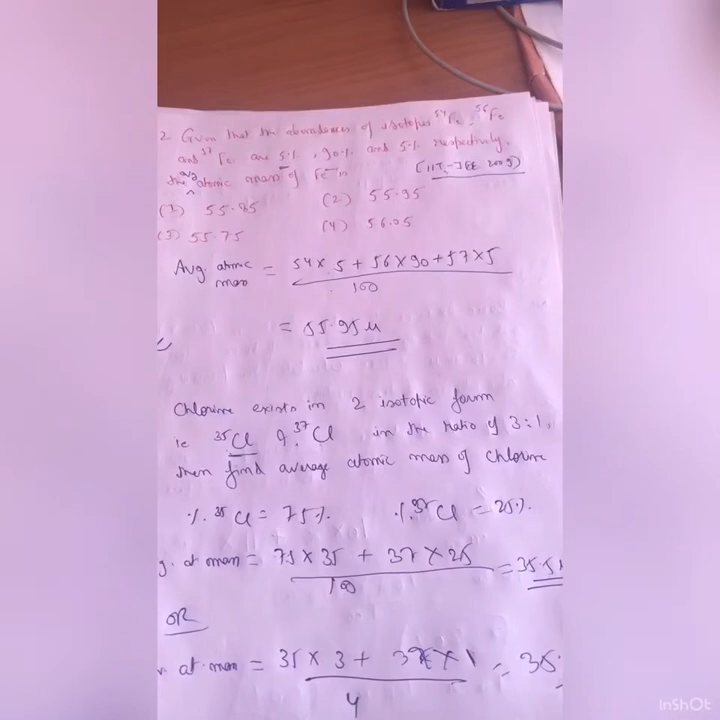 2 Given that the abundances of isotopes ⁵⁴Fe, ⁵⁶Fe
and ⁵⁷Fe are 5%, 90% and 5% respectively,
the avg atomic mass of Fe is [IIT-JEE 2009]
(1) 55.85 (2) 55.95
(3) 55.75 (4) 56.05
Avg. atomic mass = 54×5 + 56×90 + 57×5
100
= 55.95 u
Chlorine exists in 2 isotopic form
ie ³⁵Cl & ³⁷Cl in the ratio of 3:1,
then find average atomic mass of chlorine
%. ³⁵Cl = 75%. %. ³⁷Cl = 25%.
g. at mass = 75×35 + 37×25 = 35.5
100
OR
at. mass = 35×3 + 37×1 = 35.
4
InShOt